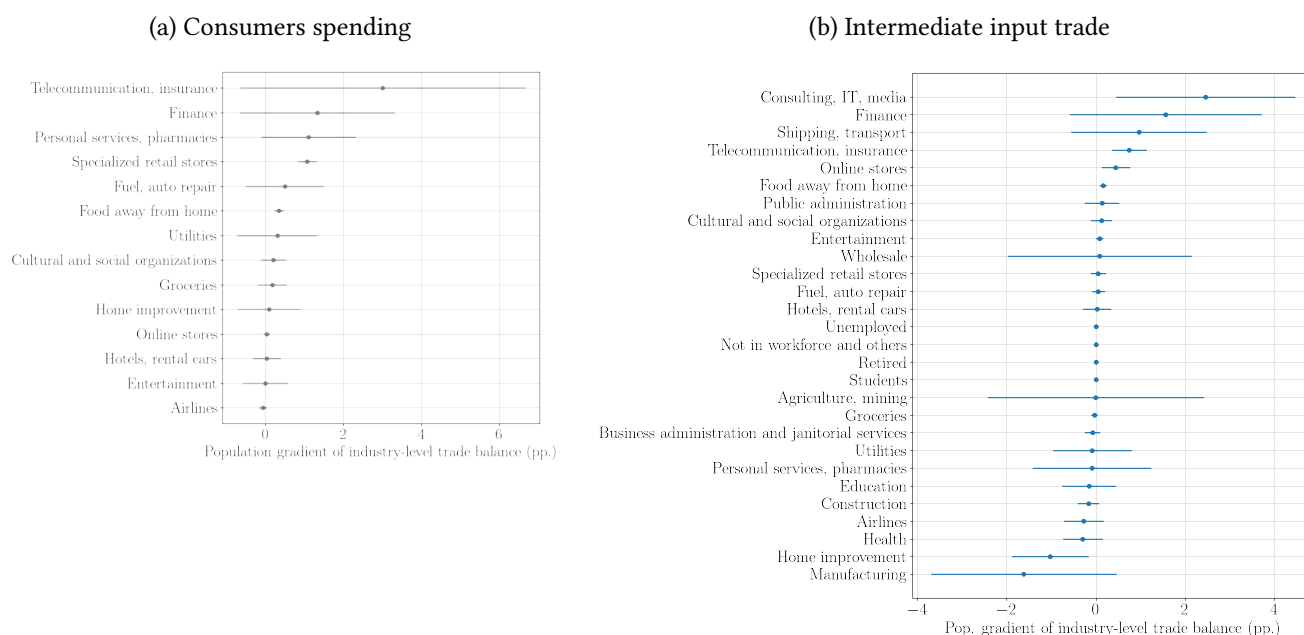 (a) Consumers spending
Telecommunication, insurance
Finance
Personal services, pharmacies
Specialized retail stores
Fuel, auto repair
Food away from home
Utilities
Cultural and social organizations
Groceries
Home improvement
Online stores
Hotels, rental cars
Entertainment
Airlines
0 2 4 6
Population gradient of industry-level trade balance (pp.)
(b) Intermediate input trade
Consulting, IT, media
Finance
Shipping, transport
Telecommunication, insurance
Online stores
Food away from home
Public administration
Cultural and social organizations
Entertainment
Wholesale
Specialized retail stores
Fuel, auto repair
Hotels, rental cars
Unemployed
Not in workforce and others
Retired
Students
Agriculture, mining
Groceries
Business administration and janitorial services
Utilities
Personal services, pharmacies
Education
Construction
Airlines
Health
Home improvement
Manufacturing
−4 −2 0 2 4
Pop. gradient of industry-level trade balance (pp.)